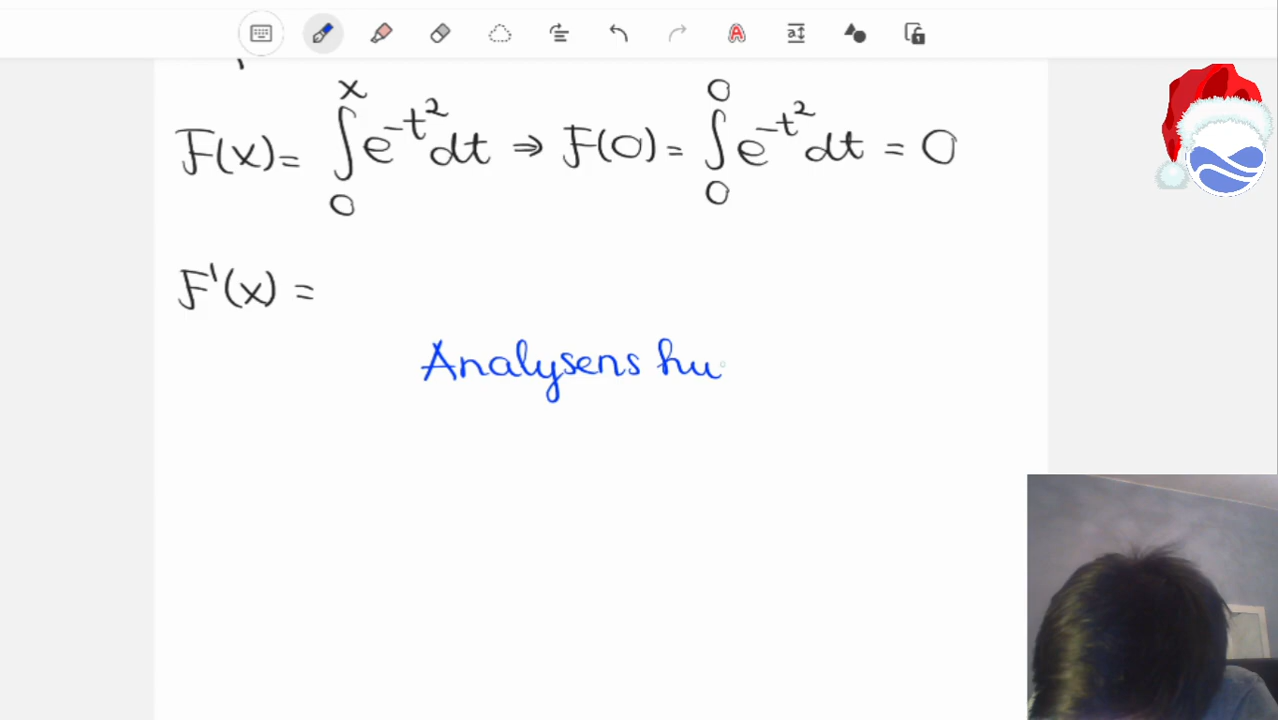 F(x) = ∫₀ˣ e^{-t²} dt ⇒ F(0) = ∫₀⁰ e^{-t²} dt = 0
F'(x) =
Analysens hu